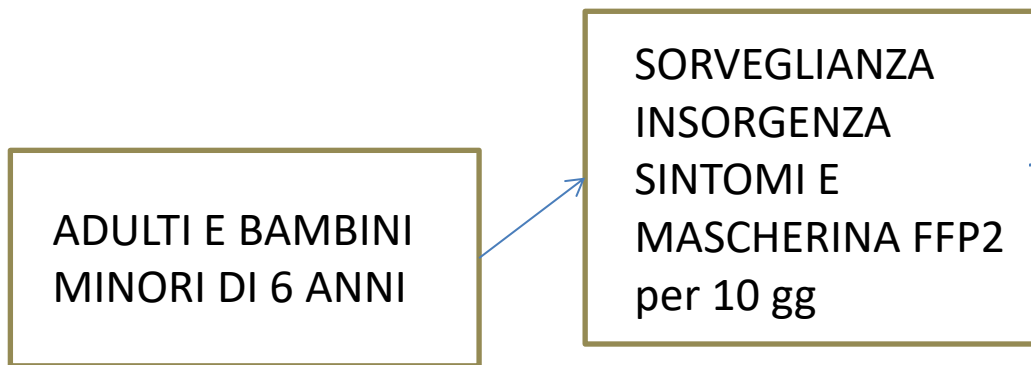 ADULTI E BAMBINI
MINORI DI 6 ANNI
SORVEGLIANZA
INSORGENZA
SINTOMI E
MASCHERINA FFP2
per 10 gg